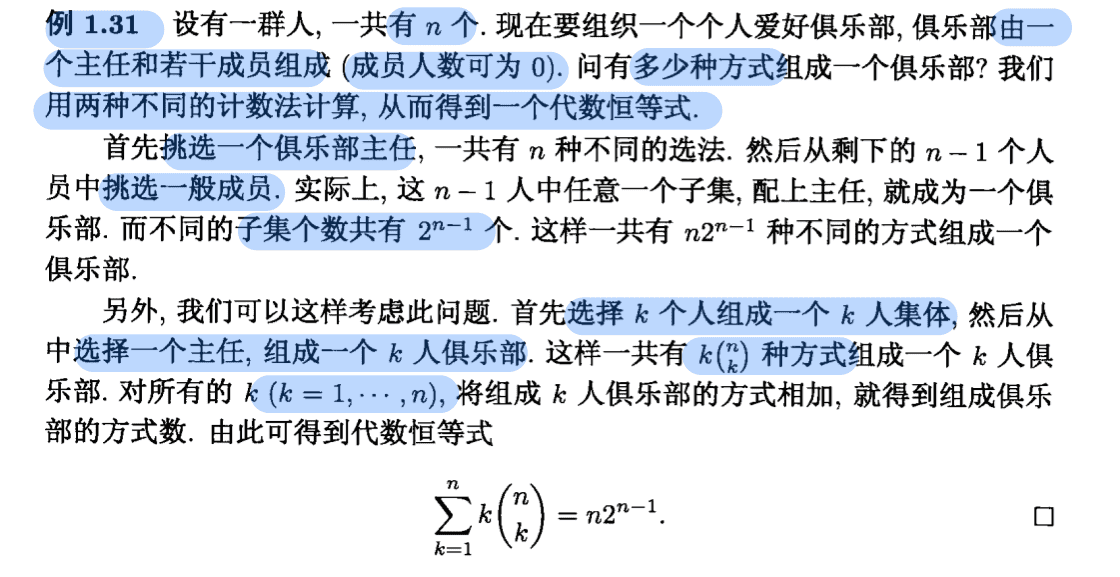 例 1.31 设有一群人, 一共有 n 个. 现在要组织一个个人爱好俱乐部, 俱乐部由一
个主任和若干成员组成 (成员人数可为 0). 问有多少种方式组成一个俱乐部? 我们
用两种不同的计数法计算, 从而得到一个代数恒等式.
首先挑选一个俱乐部主任, 一共有 n 种不同的选法. 然后从剩下的 n − 1 个人
员中挑选一般成员. 实际上, 这 n − 1 人中任意一个子集, 配上主任, 就成为一个俱
乐部. 而不同的子集个数共有 2^{n−1} 个. 这样一共有 n2^{n−1} 种不同的方式组成一个
俱乐部.
另外, 我们可以这样考虑此问题. 首先选择 k 个人组成一个 k 人集体, 然后从
中选择一个主任, 组成一个 k 人俱乐部. 这样一共有 k\binom{n}{k} 种方式组成一个 k 人俱
乐部. 对所有的 k (k = 1, ⋯ , n), 将组成 k 人俱乐部的方式相加, 就得到组成俱乐
部的方式数. 由此可得到代数恒等式
\sum_{k=1}^{n} k\binom{n}{k} = n2^{n−1}. □